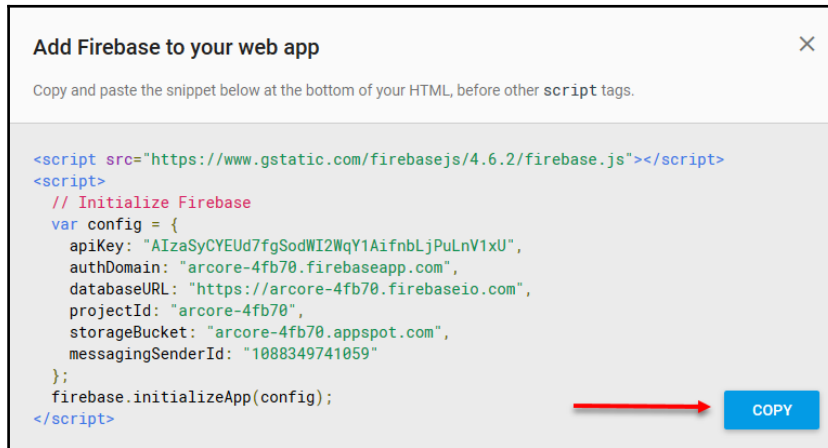 Add Firebase to your web app
Copy and paste the snippet below at the bottom of your HTML, before other script tags.
<script src="https://www.gstatic.com/firebasejs/4.6.2/firebase.js"></script>
<script>
// Initialize Firebase
var config = {
apiKey: "AIzaSyCYEUd7fgSodWI2WqY1AifnbLjPuLnV1xU",
authDomain: "arcore-4fb70.firebaseapp.com",
databaseURL: "https://arcore-4fb70.firebaseio.com",
projectId: "arcore-4fb70",
storageBucket: "arcore-4fb70.appspot.com",
messagingSenderId: "1088349741059"
};
firebase.initializeApp(config);
</script>
COPY